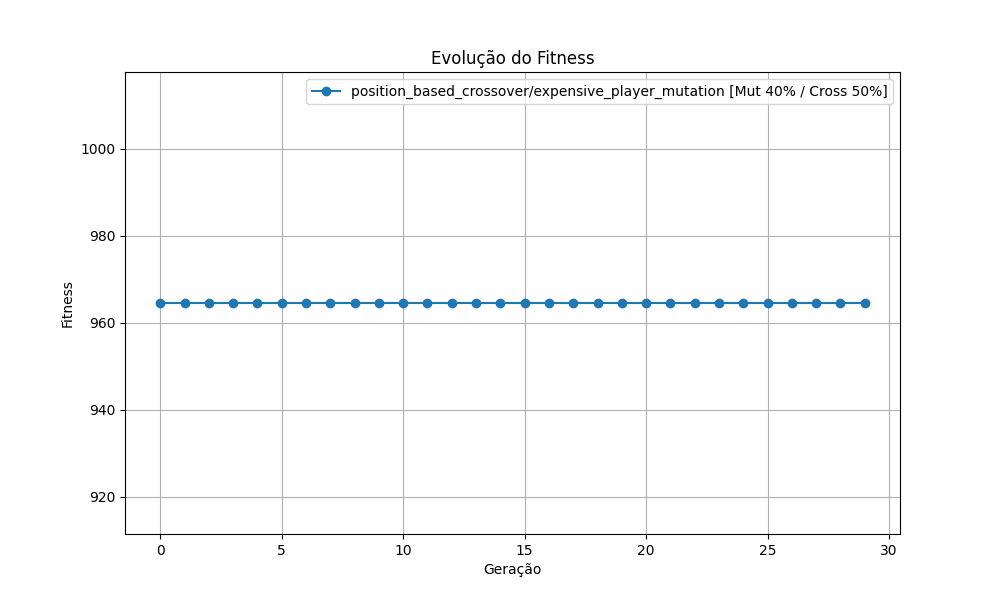 Evolução do Fitness
position_based_crossover/expensive_player_mutation [Mut 40% / Cross 50%]
Fitness
1000
980
960
940
920
0 5 10 15 20 25 30
Geração